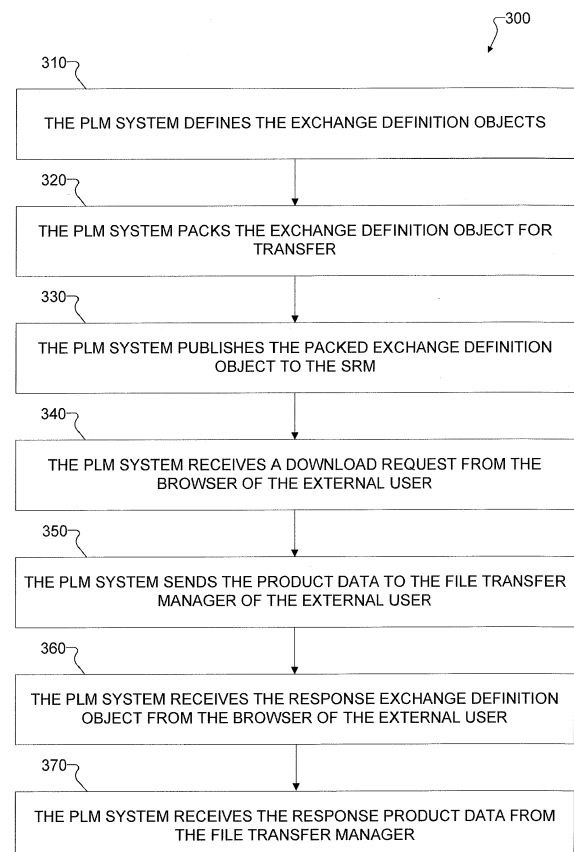 300
310
THE PLM SYSTEM DEFINES THE EXCHANGE DEFINITION OBJECTS
320
THE PLM SYSTEM PACKS THE EXCHANGE DEFINITION OBJECT FOR
TRANSFER
330
THE PLM SYSTEM PUBLISHES THE PACKED EXCHANGE DEFINITION
OBJECT TO THE SRM
340
THE PLM SYSTEM RECEIVES A DOWNLOAD REQUEST FROM THE
BROWSER OF THE EXTERNAL USER
350
THE PLM SYSTEM SENDS THE PRODUCT DATA TO THE FILE TRANSFER
MANAGER OF THE EXTERNAL USER
360
THE PLM SYSTEM RECEIVES THE RESPONSE EXCHANGE DEFINITION
OBJECT FROM THE BROWSER OF THE EXTERNAL USER
370
THE PLM SYSTEM RECEIVES THE RESPONSE PRODUCT DATA FROM
THE FILE TRANSFER MANAGER